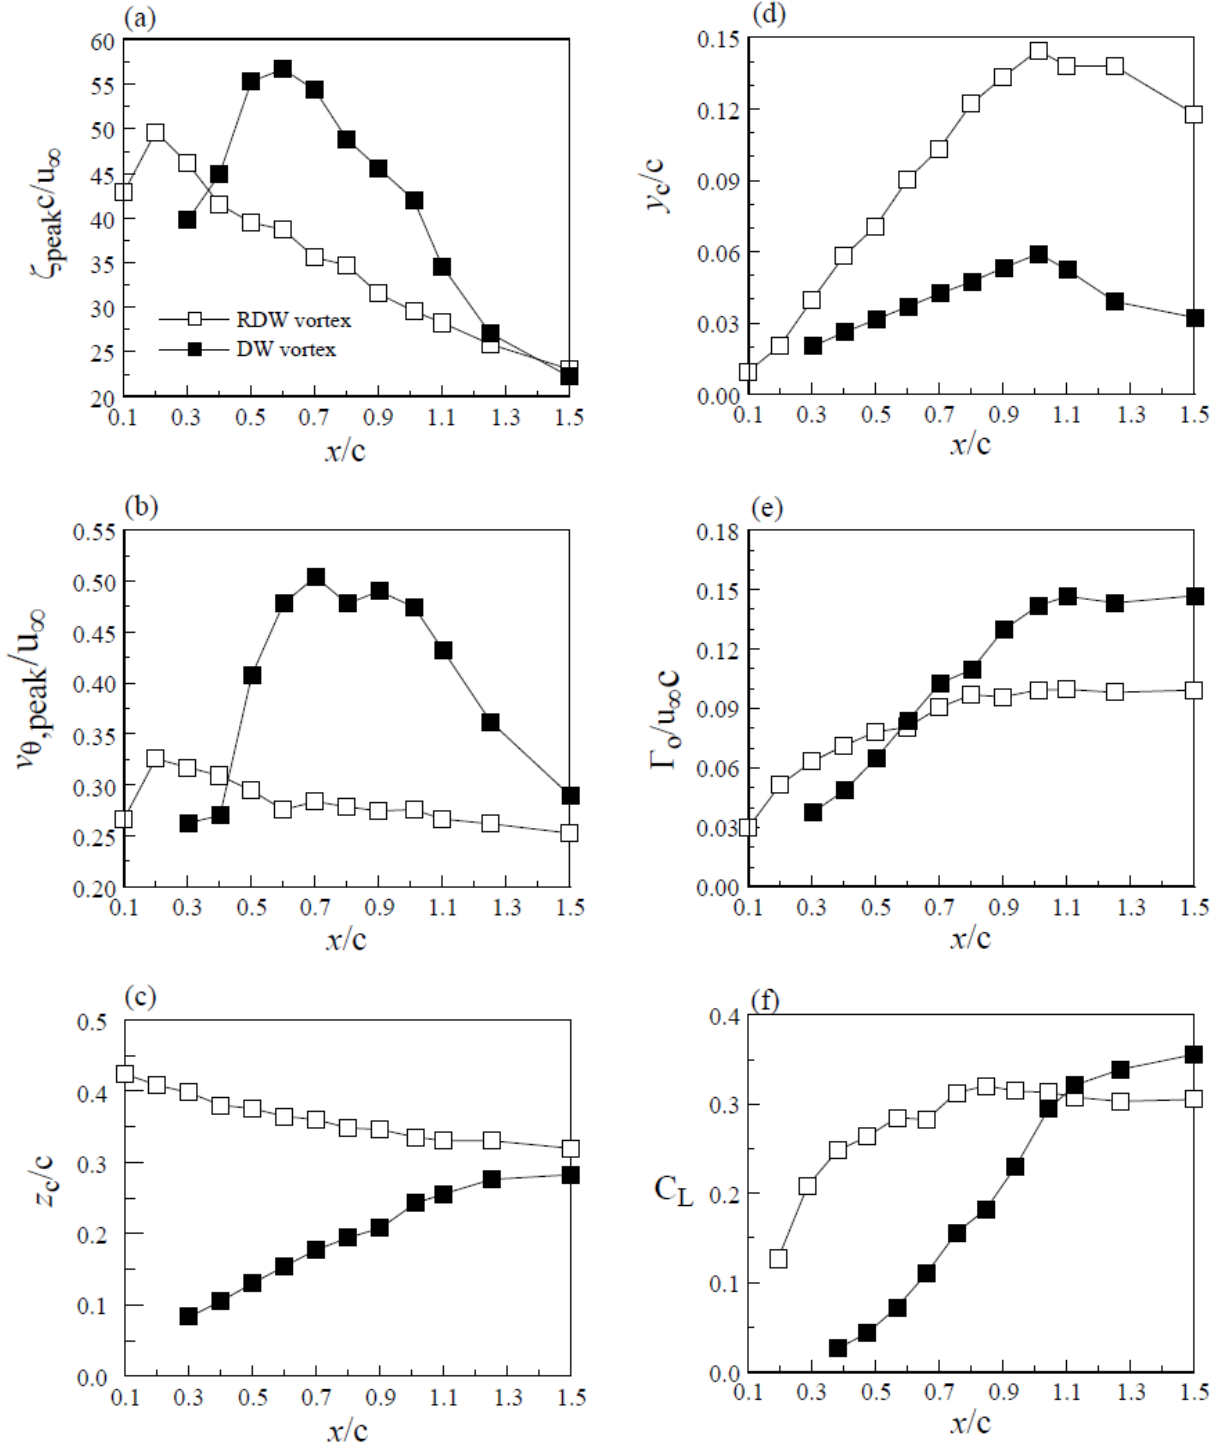 (a)
60
55
50
45
40
35
30
25
20
ζpeakc/u∞
RDW vortex
DW vortex
0.1 0.3 0.5 0.7 0.9 1.1 1.3 1.5
x/c
(d)
0.15
0.12
0.09
0.06
0.03
0.00
yc/c
0.1 0.3 0.5 0.7 0.9 1.1 1.3 1.5
x/c
(b)
0.55
0.50
0.45
0.40
0.35
0.30
0.25
0.20
vθ,peak/u∞
0.1 0.3 0.5 0.7 0.9 1.1 1.3 1.5
x/c
(e)
0.18
0.15
0.12
0.09
0.06
0.03
0.00
Γo/u∞c
0.1 0.3 0.5 0.7 0.9 1.1 1.3 1.5
x/c
(c)
0.5
0.4
0.3
0.2
0.1
0.0
zc/c
0.1 0.3 0.5 0.7 0.9 1.1 1.3 1.5
x/c
(f)
0.4
0.3
0.2
0.1
0.0
CL
0.1 0.3 0.5 0.7 0.9 1.1 1.3 1.5
x/c